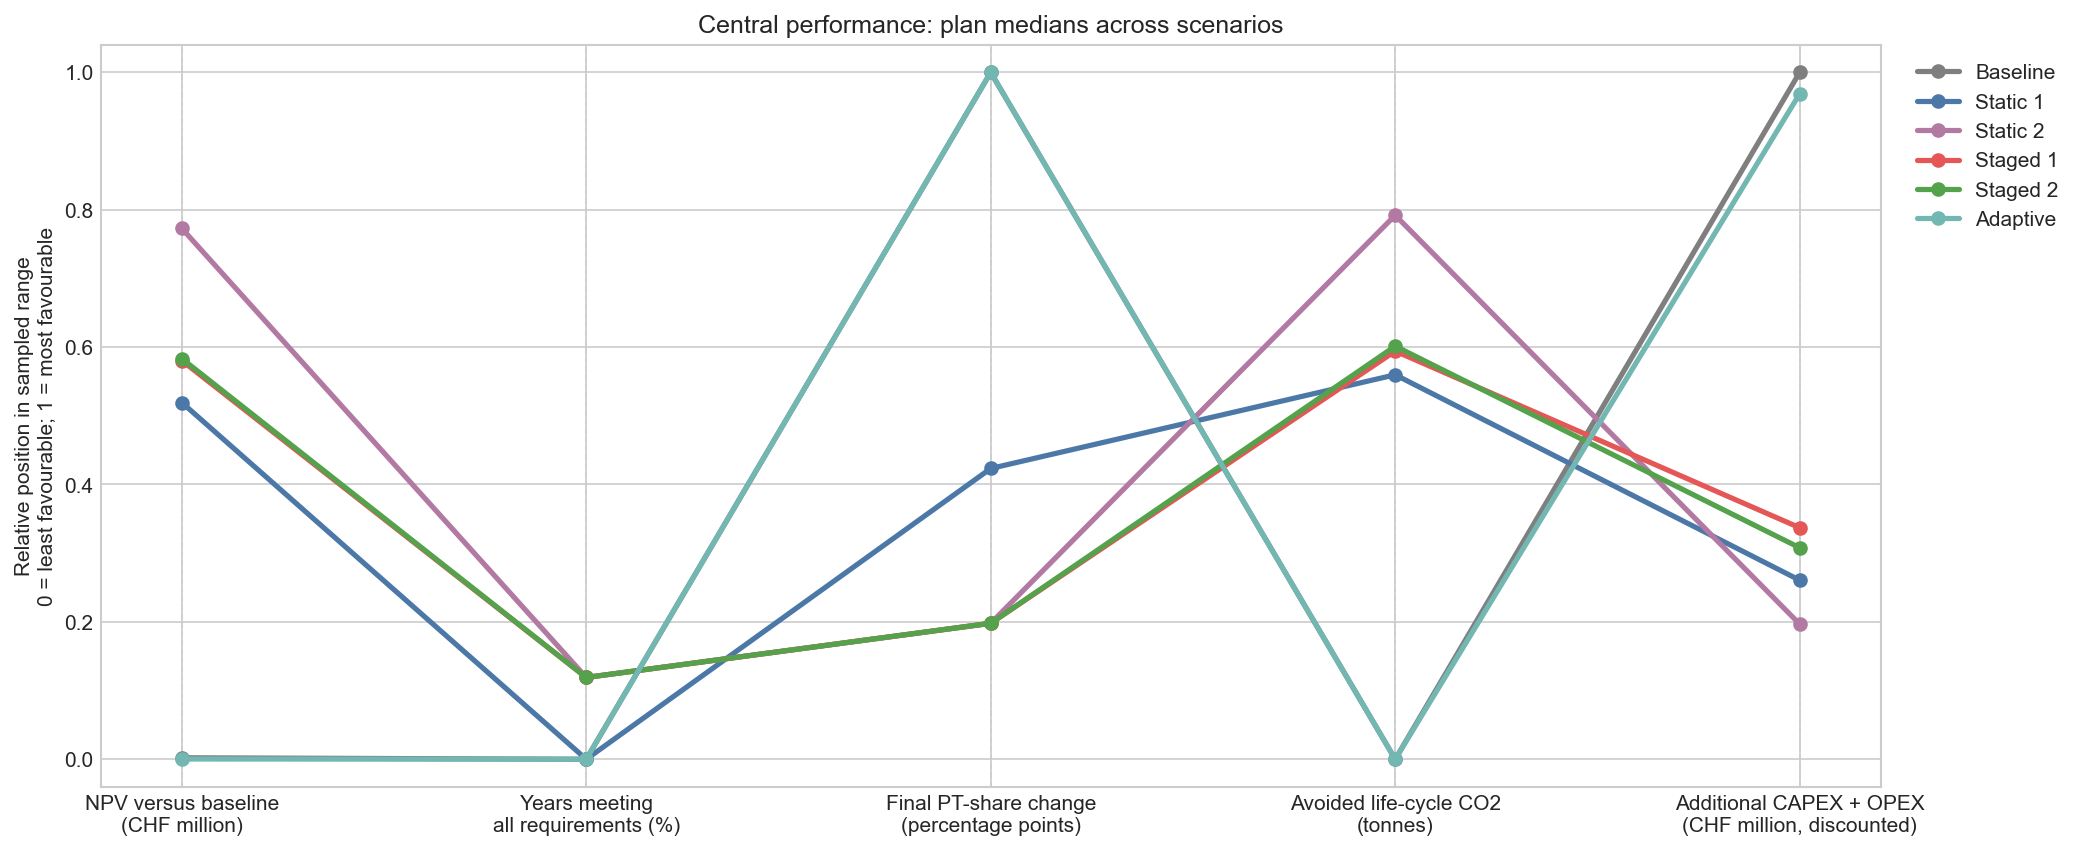 Central performance: plan medians across scenarios
Relative position in sampled range
0 = least favourable; 1 = most favourable
1.0
0.8
0.6
0.4
0.2
0.0
NPV versus baseline
(CHF million)
Years meeting
all requirements (%)
Final PT-share change
(percentage points)
Avoided life-cycle CO2
(tonnes)
Additional CAPEX + OPEX
(CHF million, discounted)
Baseline
Static 1
Static 2
Staged 1
Staged 2
Adaptive